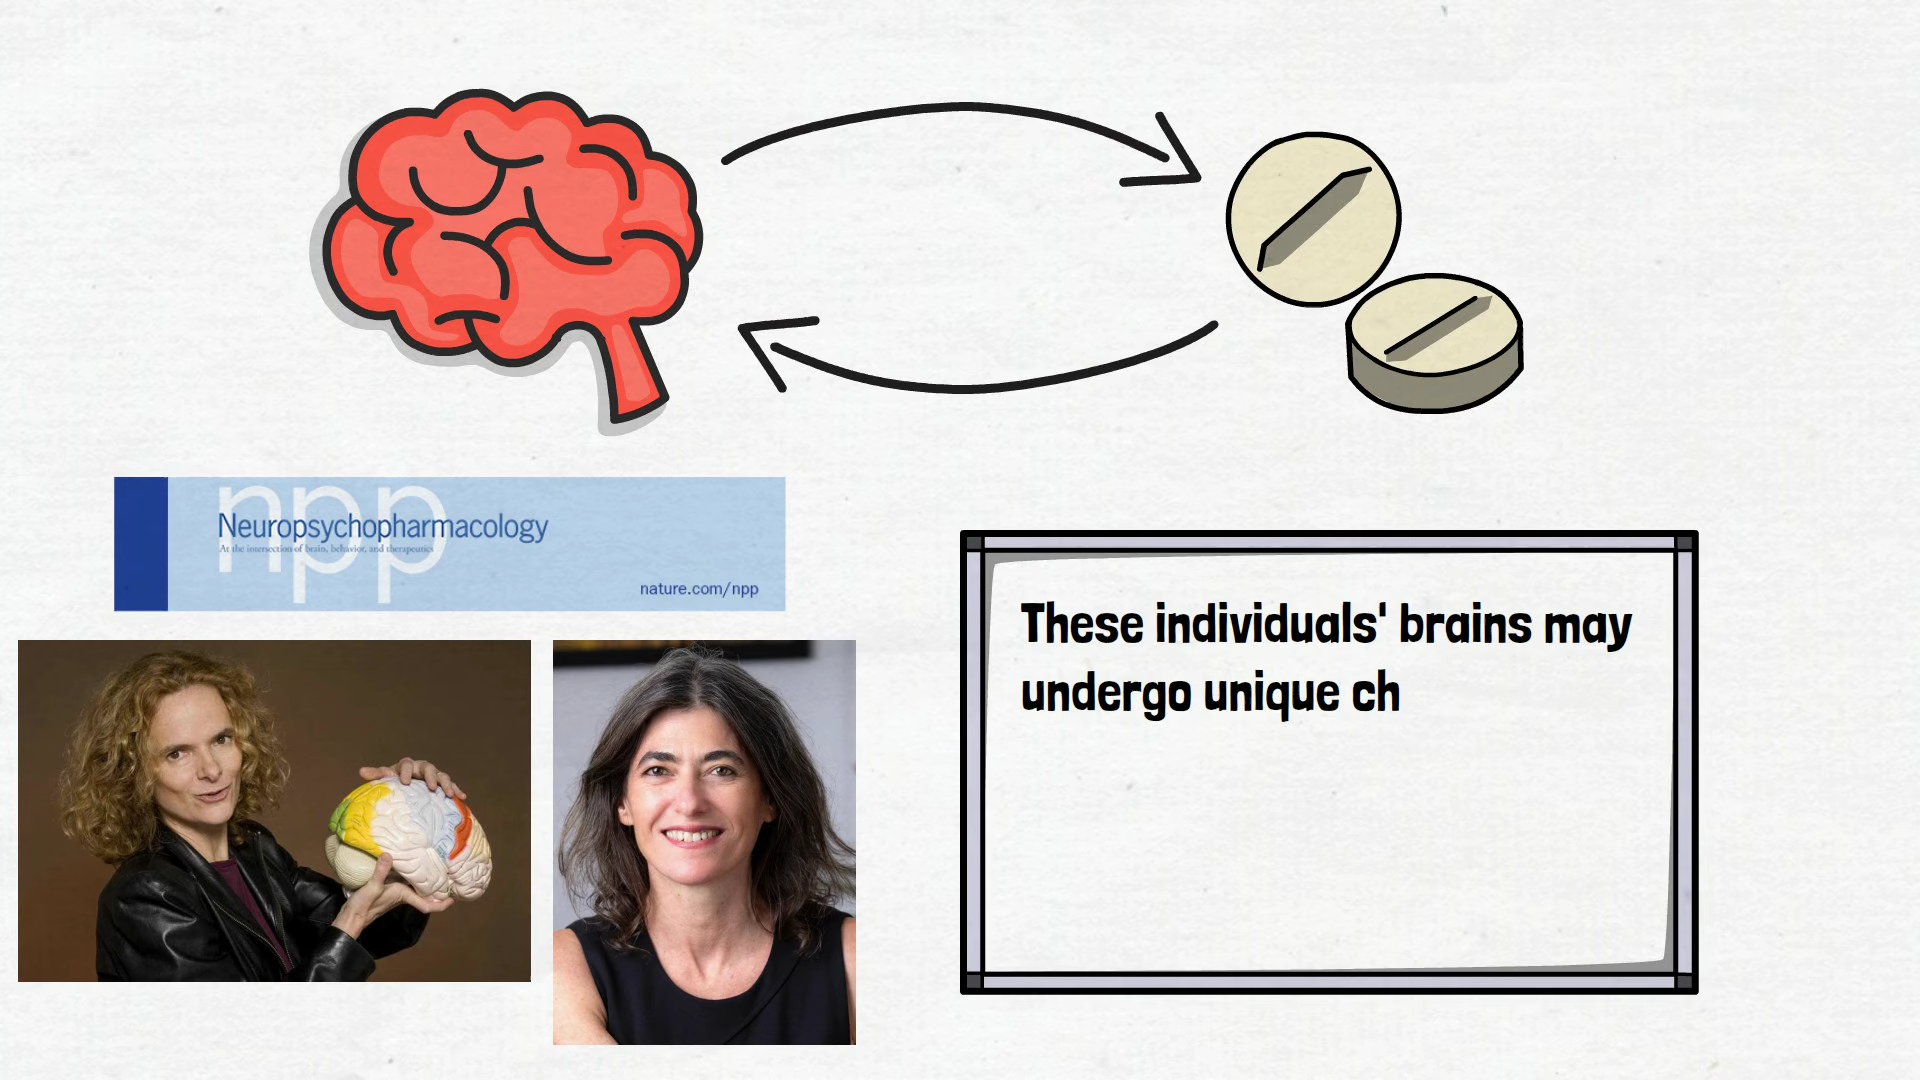 npp
Neuropsychopharmacology
At the intersection of brain, behavior, and therapeutics
nature.com/npp
These individuals' brains may
undergo unique ch